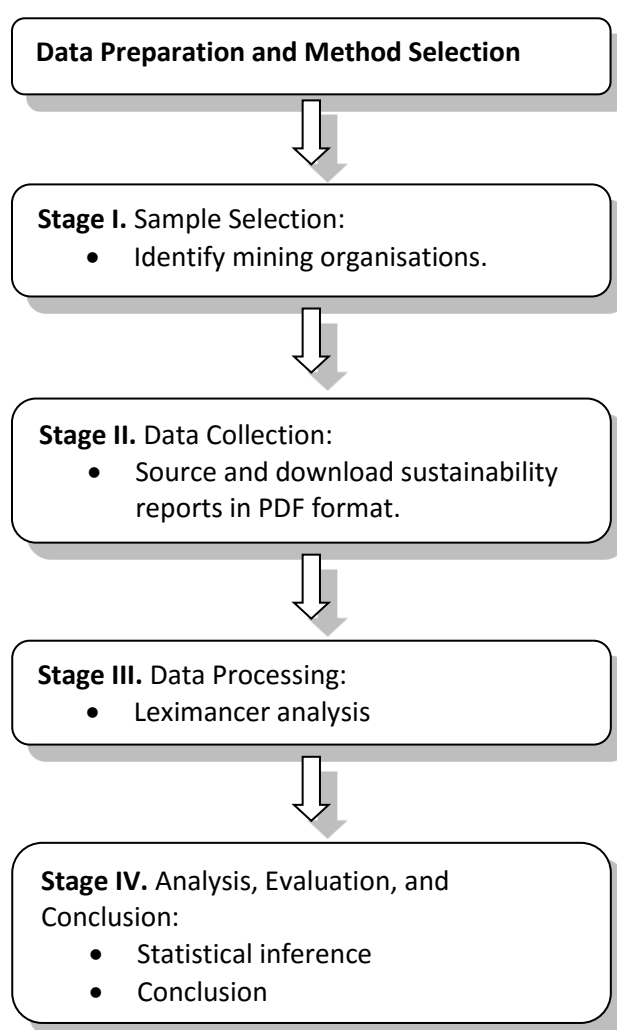 Data Preparation and Method Selection
Stage I. Sample Selection:
• Identify mining organisations.
Stage II. Data Collection:
• Source and download sustainability
reports in PDF format.
Stage III. Data Processing:
• Leximancer analysis
Stage IV. Analysis, Evaluation, and
Conclusion:
• Statistical inference
• Conclusion